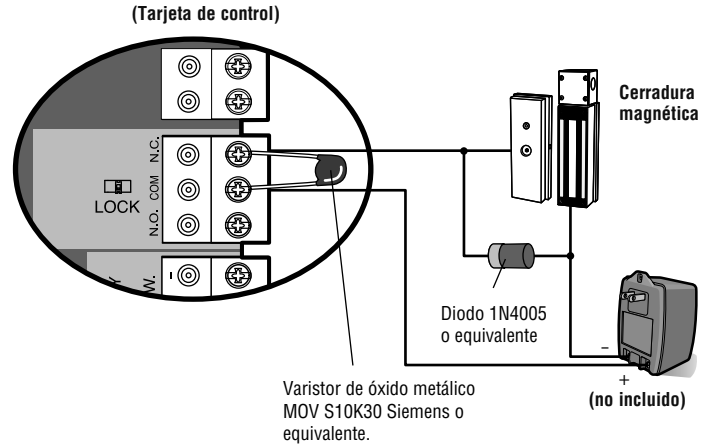 (Tarjeta de control)
N.C.
COM
N.O.
LOCK
Y
W.
-
Cerradura
magnética
Diodo 1N4005
o equivalente
–
+
(no incluido)
Varistor de óxido metálico
MOV S10K30 Siemens o
equivalente.